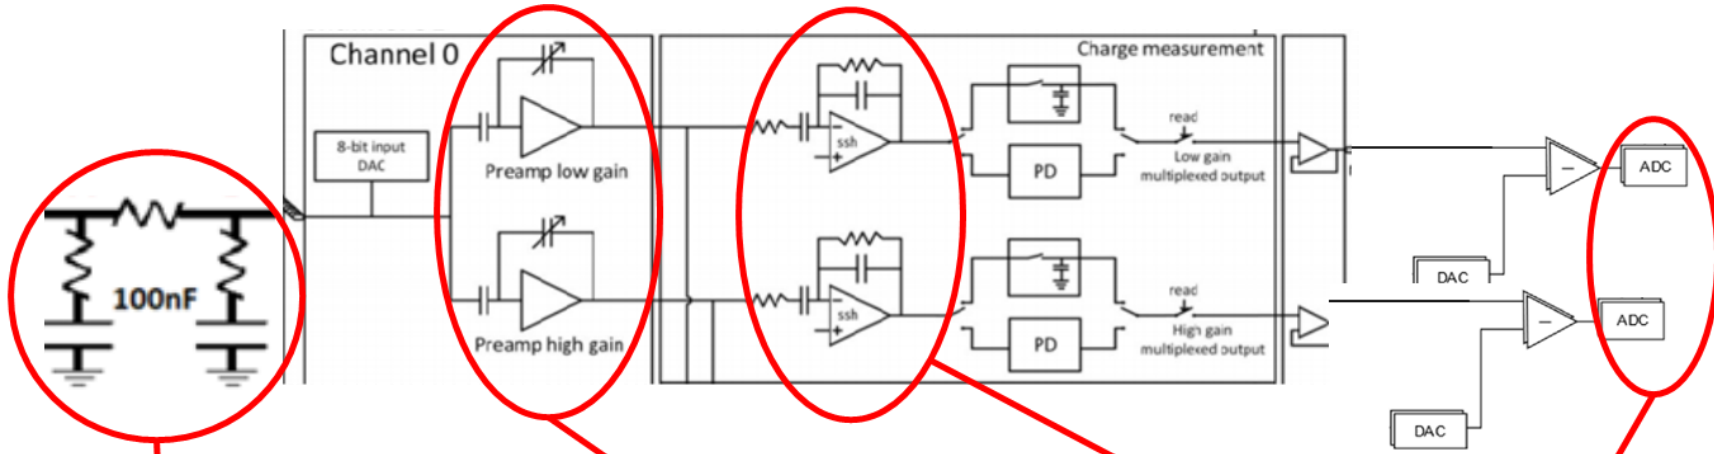 Channel 0
Charge measurement
8-bit input
DAC
Preamp low gain
ssh
PD
read
Low gain
multiplexed output
ADC
DAC
100nF
Preamp high gain
ssh
PD
read
High gain
multiplexed output
ADC
DAC